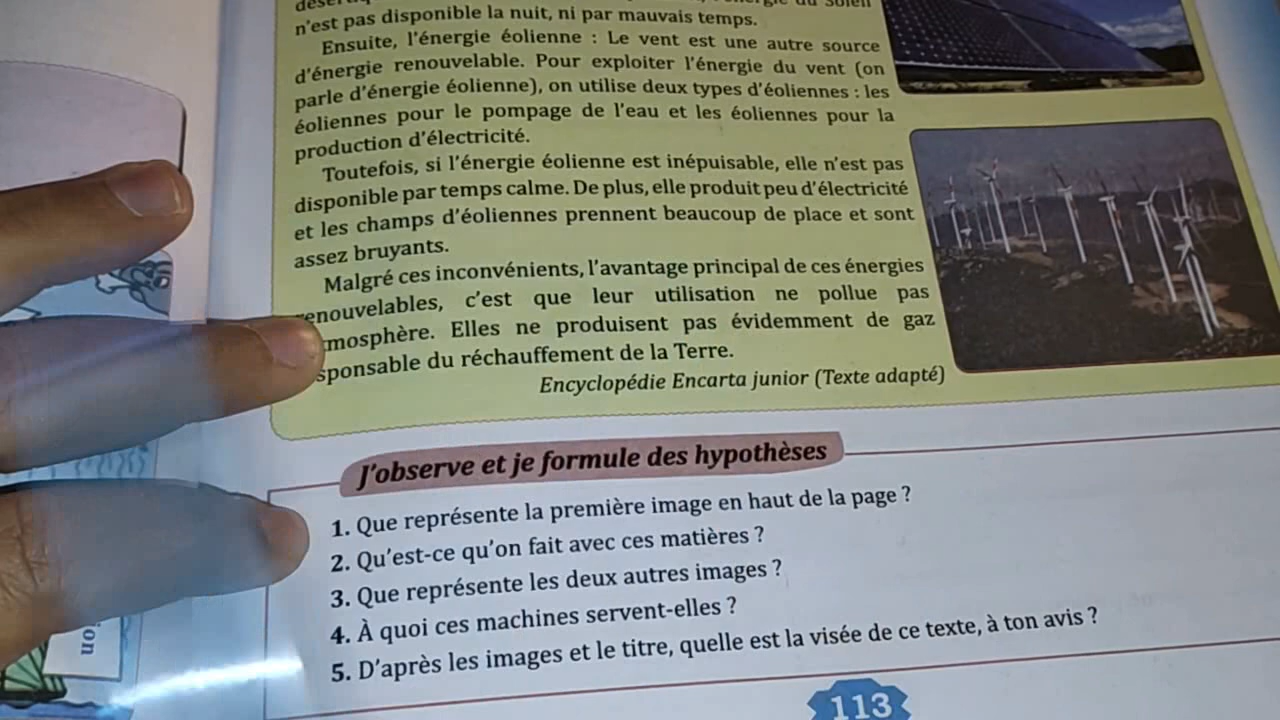 n'est pas disponible la nuit, ni par mauvais temps.
Ensuite, l'énergie éolienne : Le vent est une autre source
d'énergie renouvelable. Pour exploiter l'énergie du vent (on
parle d'énergie éolienne), on utilise deux types d'éoliennes : les
éoliennes pour le pompage de l'eau et les éoliennes pour la
production d'électricité.
Toutefois, si l'énergie éolienne est inépuisable, elle n'est pas
disponible par temps calme. De plus, elle produit peu d'électricité
et les champs d'éoliennes prennent beaucoup de place et sont
assez bruyants.
Malgré ces inconvénients, l'avantage principal de ces énergies
enouvelables, c'est que leur utilisation ne pollue pas
mosphère. Elles ne produisent pas évidemment de gaz
sponsable du réchauffement de la Terre.
Encyclopédie Encarta junior (Texte adapté)
J'observe et je formule des hypothèses
1. Que représente la première image en haut de la page ?
2. Qu'est-ce qu'on fait avec ces matières ?
3. Que représente les deux autres images ?
4. À quoi ces machines servent-elles ?
5. D'après les images et le titre, quelle est la visée de ce texte, à ton avis ?
113